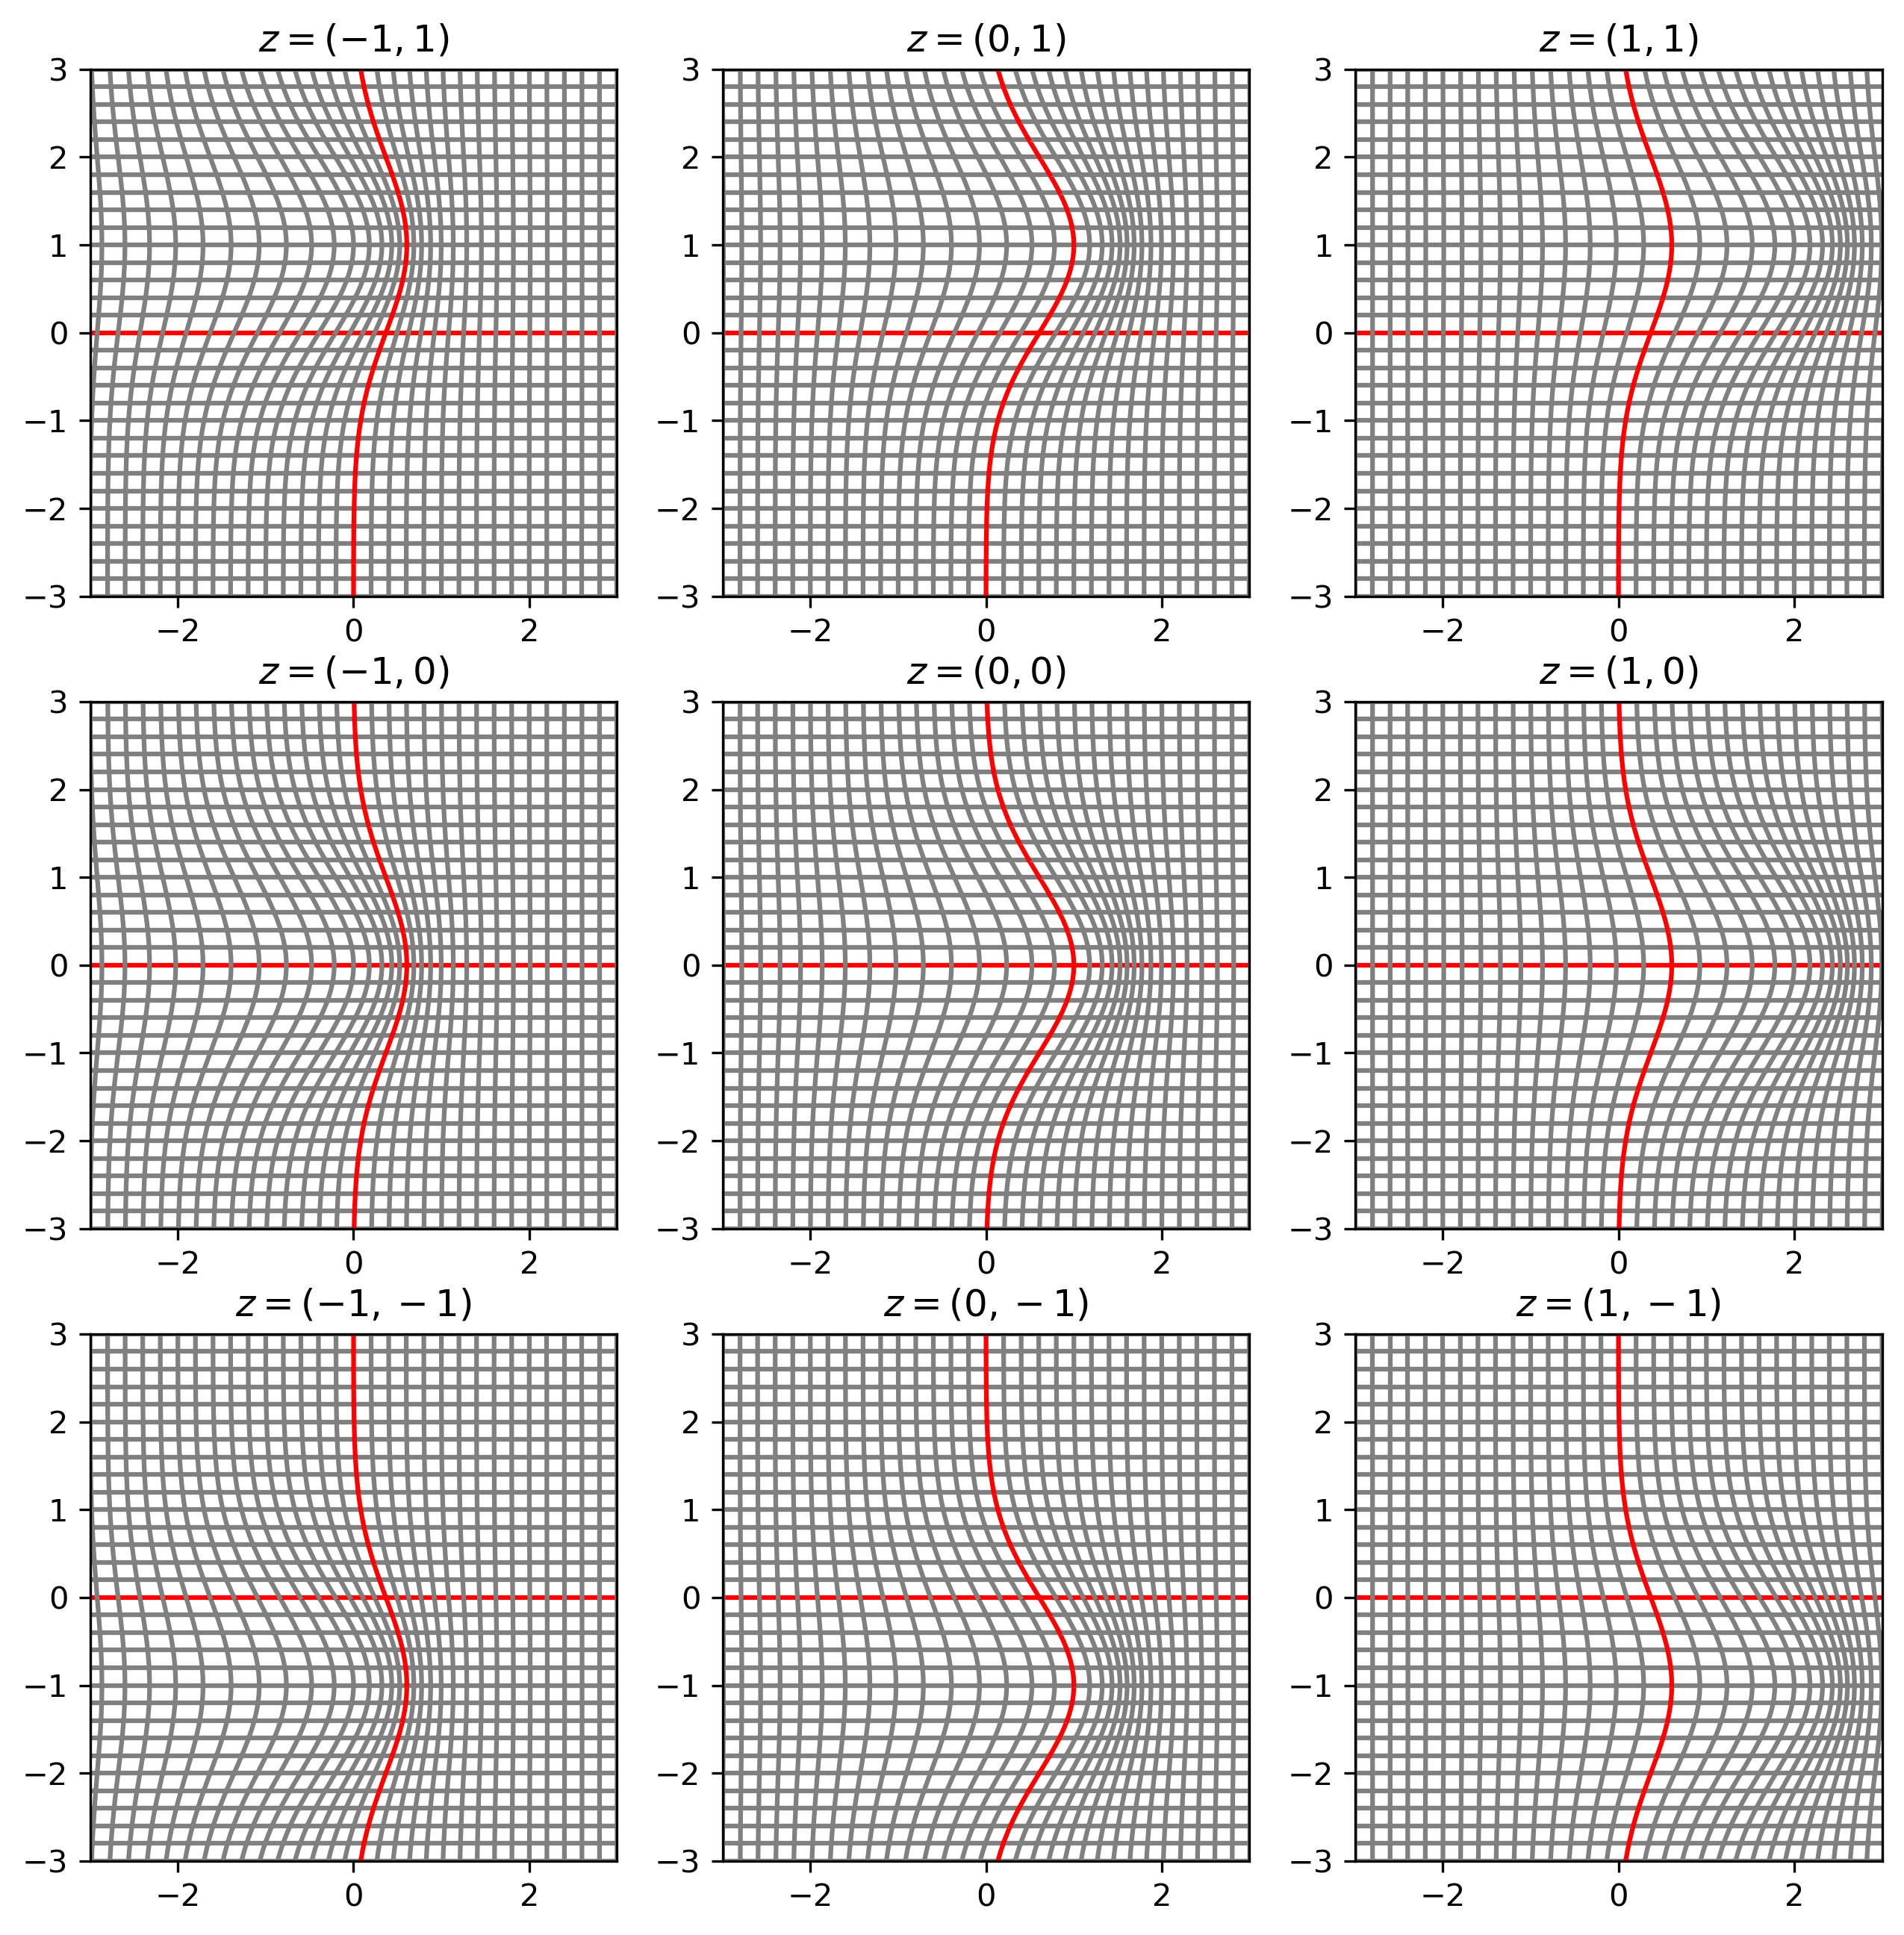 z = (−1, 1) z = (0, 1) z = (1, 1)
3 3 3
2 2 2
1 1 1
0 0 0
−1 −1 −1
−2 −2 −2
−3 −3 −3
−2 0 2 −2 0 2 −2 0 2
z = (−1, 0) z = (0, 0) z = (1, 0)
3 3 3
2 2 2
1 1 1
0 0 0
−1 −1 −1
−2 −2 −2
−3 −3 −3
−2 0 2 −2 0 2 −2 0 2
z = (−1, −1) z = (0, −1) z = (1, −1)
3 3 3
2 2 2
1 1 1
0 0 0
−1 −1 −1
−2 −2 −2
−3 −3 −3
−2 0 2 −2 0 2 −2 0 2